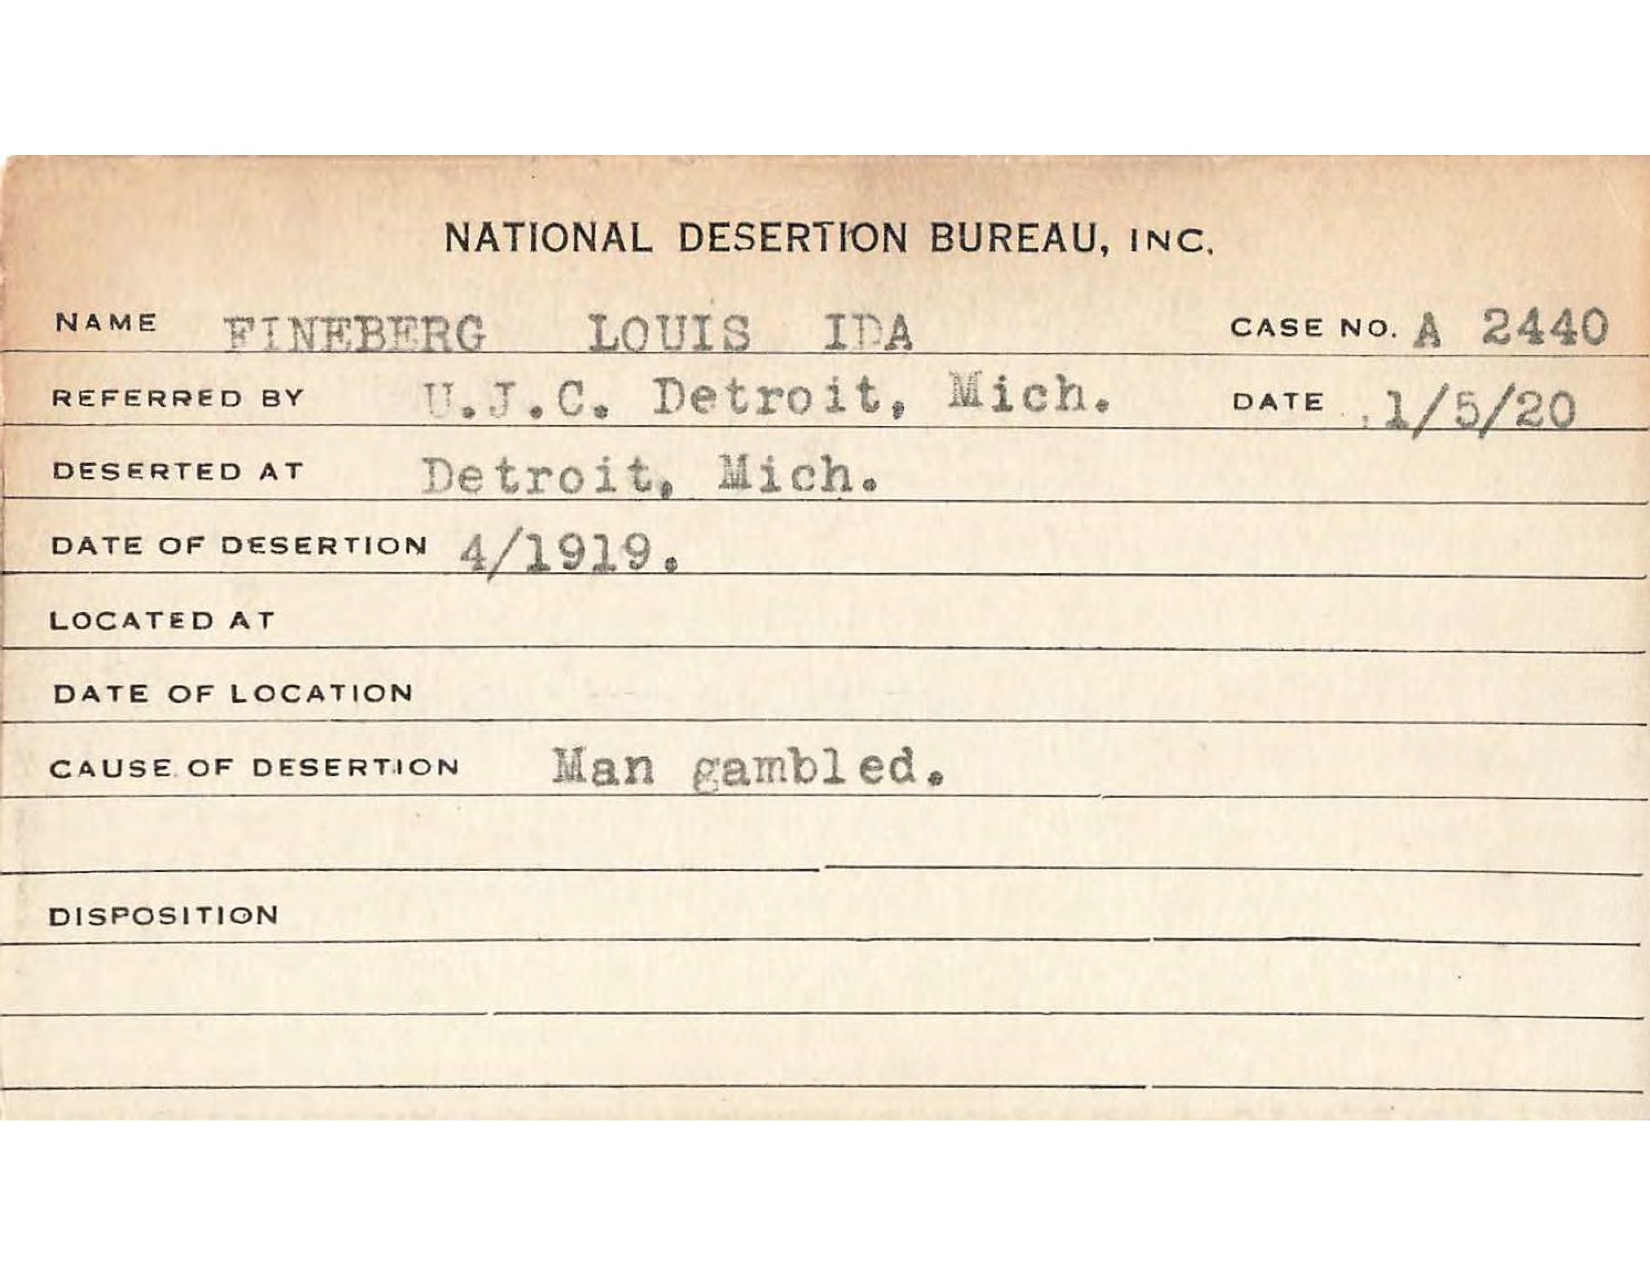 NATIONAL DESERTION BUREAU, INC.
NAME FINEBERG LOUIS IDA CASE NO. A 2440
REFERRED BY U.J.C. Detroit, Mich. DATE 1/5/20
DESERTED AT Detroit, Mich.
DATE OF DESERTION 4/1919.
LOCATED AT
DATE OF LOCATION
CAUSE OF DESERTION Man gambled.
DISPOSITION